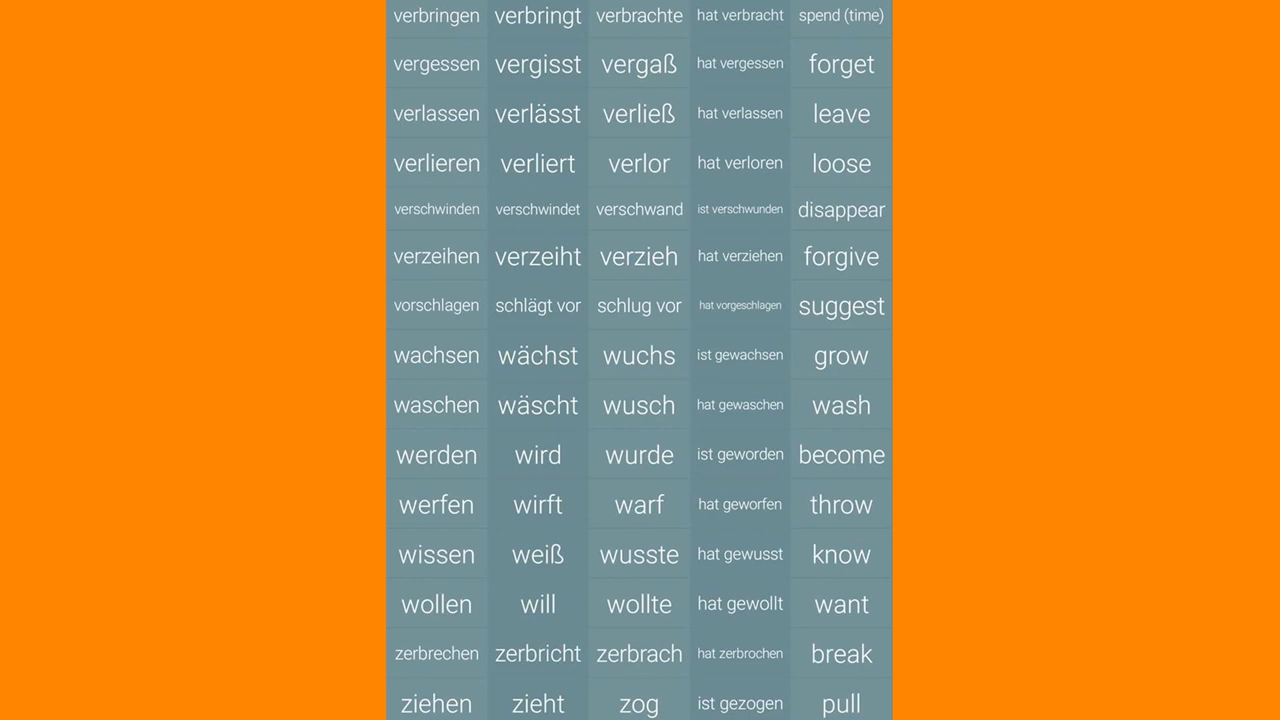 verbringen verbringt verbrachte hat verbracht spend (time)
vergessen vergisst vergaß hat vergessen forget
verlassen verlässt verließ hat verlassen leave
verlieren verliert verlor hat verloren loose
verschwinden verschwindet verschwand ist verschwunden disappear
verzeihen verzeiht verzieh hat verziehen forgive
vorschlagen schlägt vor schlug vor hat vorgeschlagen suggest
wachsen wächst wuchs ist gewachsen grow
waschen wäscht wusch hat gewaschen wash
werden wird wurde ist geworden become
werfen wirft warf hat geworfen throw
wissen weiß wusste hat gewusst know
wollen will wollte hat gewollt want
zerbrechen zerbricht zerbrach hat zerbrochen break
ziehen zieht zog ist gezogen pull